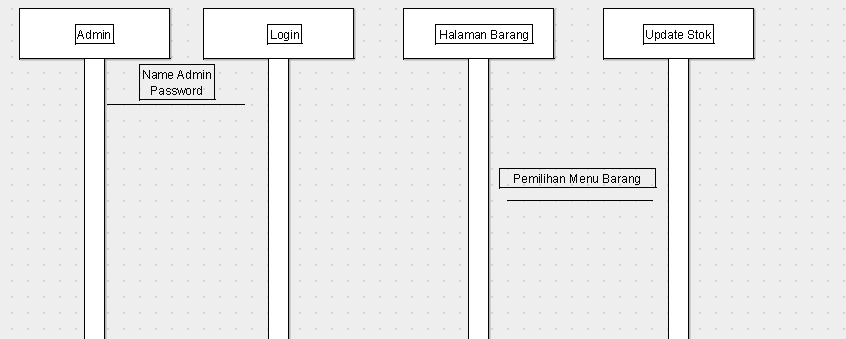 Admin
Login
Halaman Barang
Update Stok
Name Admin
Password
Pemilihan Menu Barang